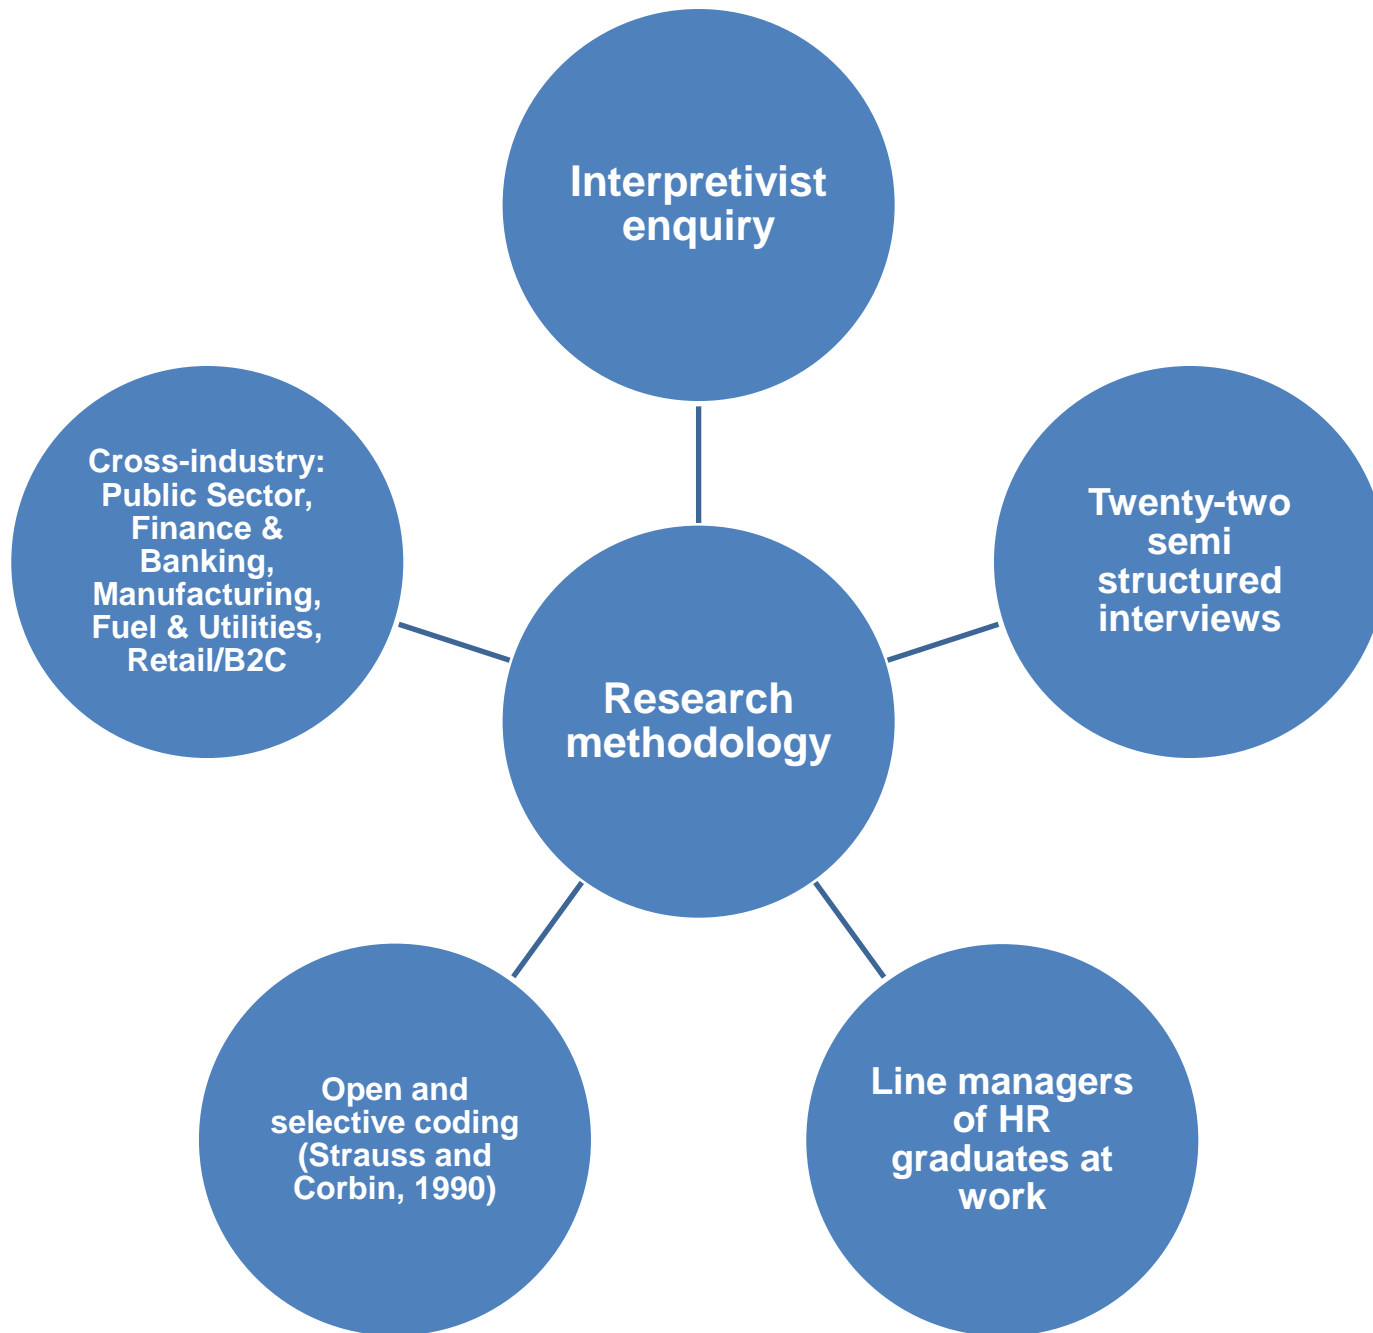 Interpretivist
enquiry
Twenty-two
semi
structured
interviews
Line managers
of HR
graduates at
work
Open and
selective coding
(Strauss and
Corbin, 1990)
Cross-industry:
Public Sector,
Finance &
Banking,
Manufacturing,
Fuel & Utilities,
Retail/B2C
Research
methodology